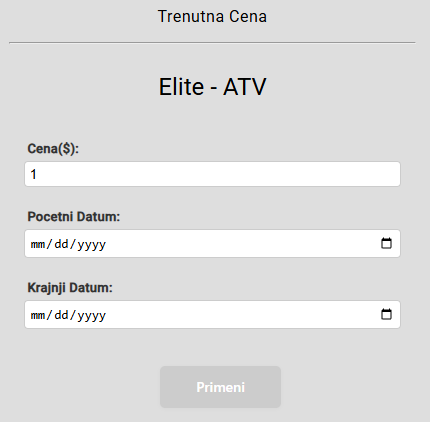 Trenutna Cena
Elite - ATV
Cena($):
1
Pocetni Datum:
mm/dd/yyyy
Krajnji Datum:
mm/dd/yyyy
Primeni